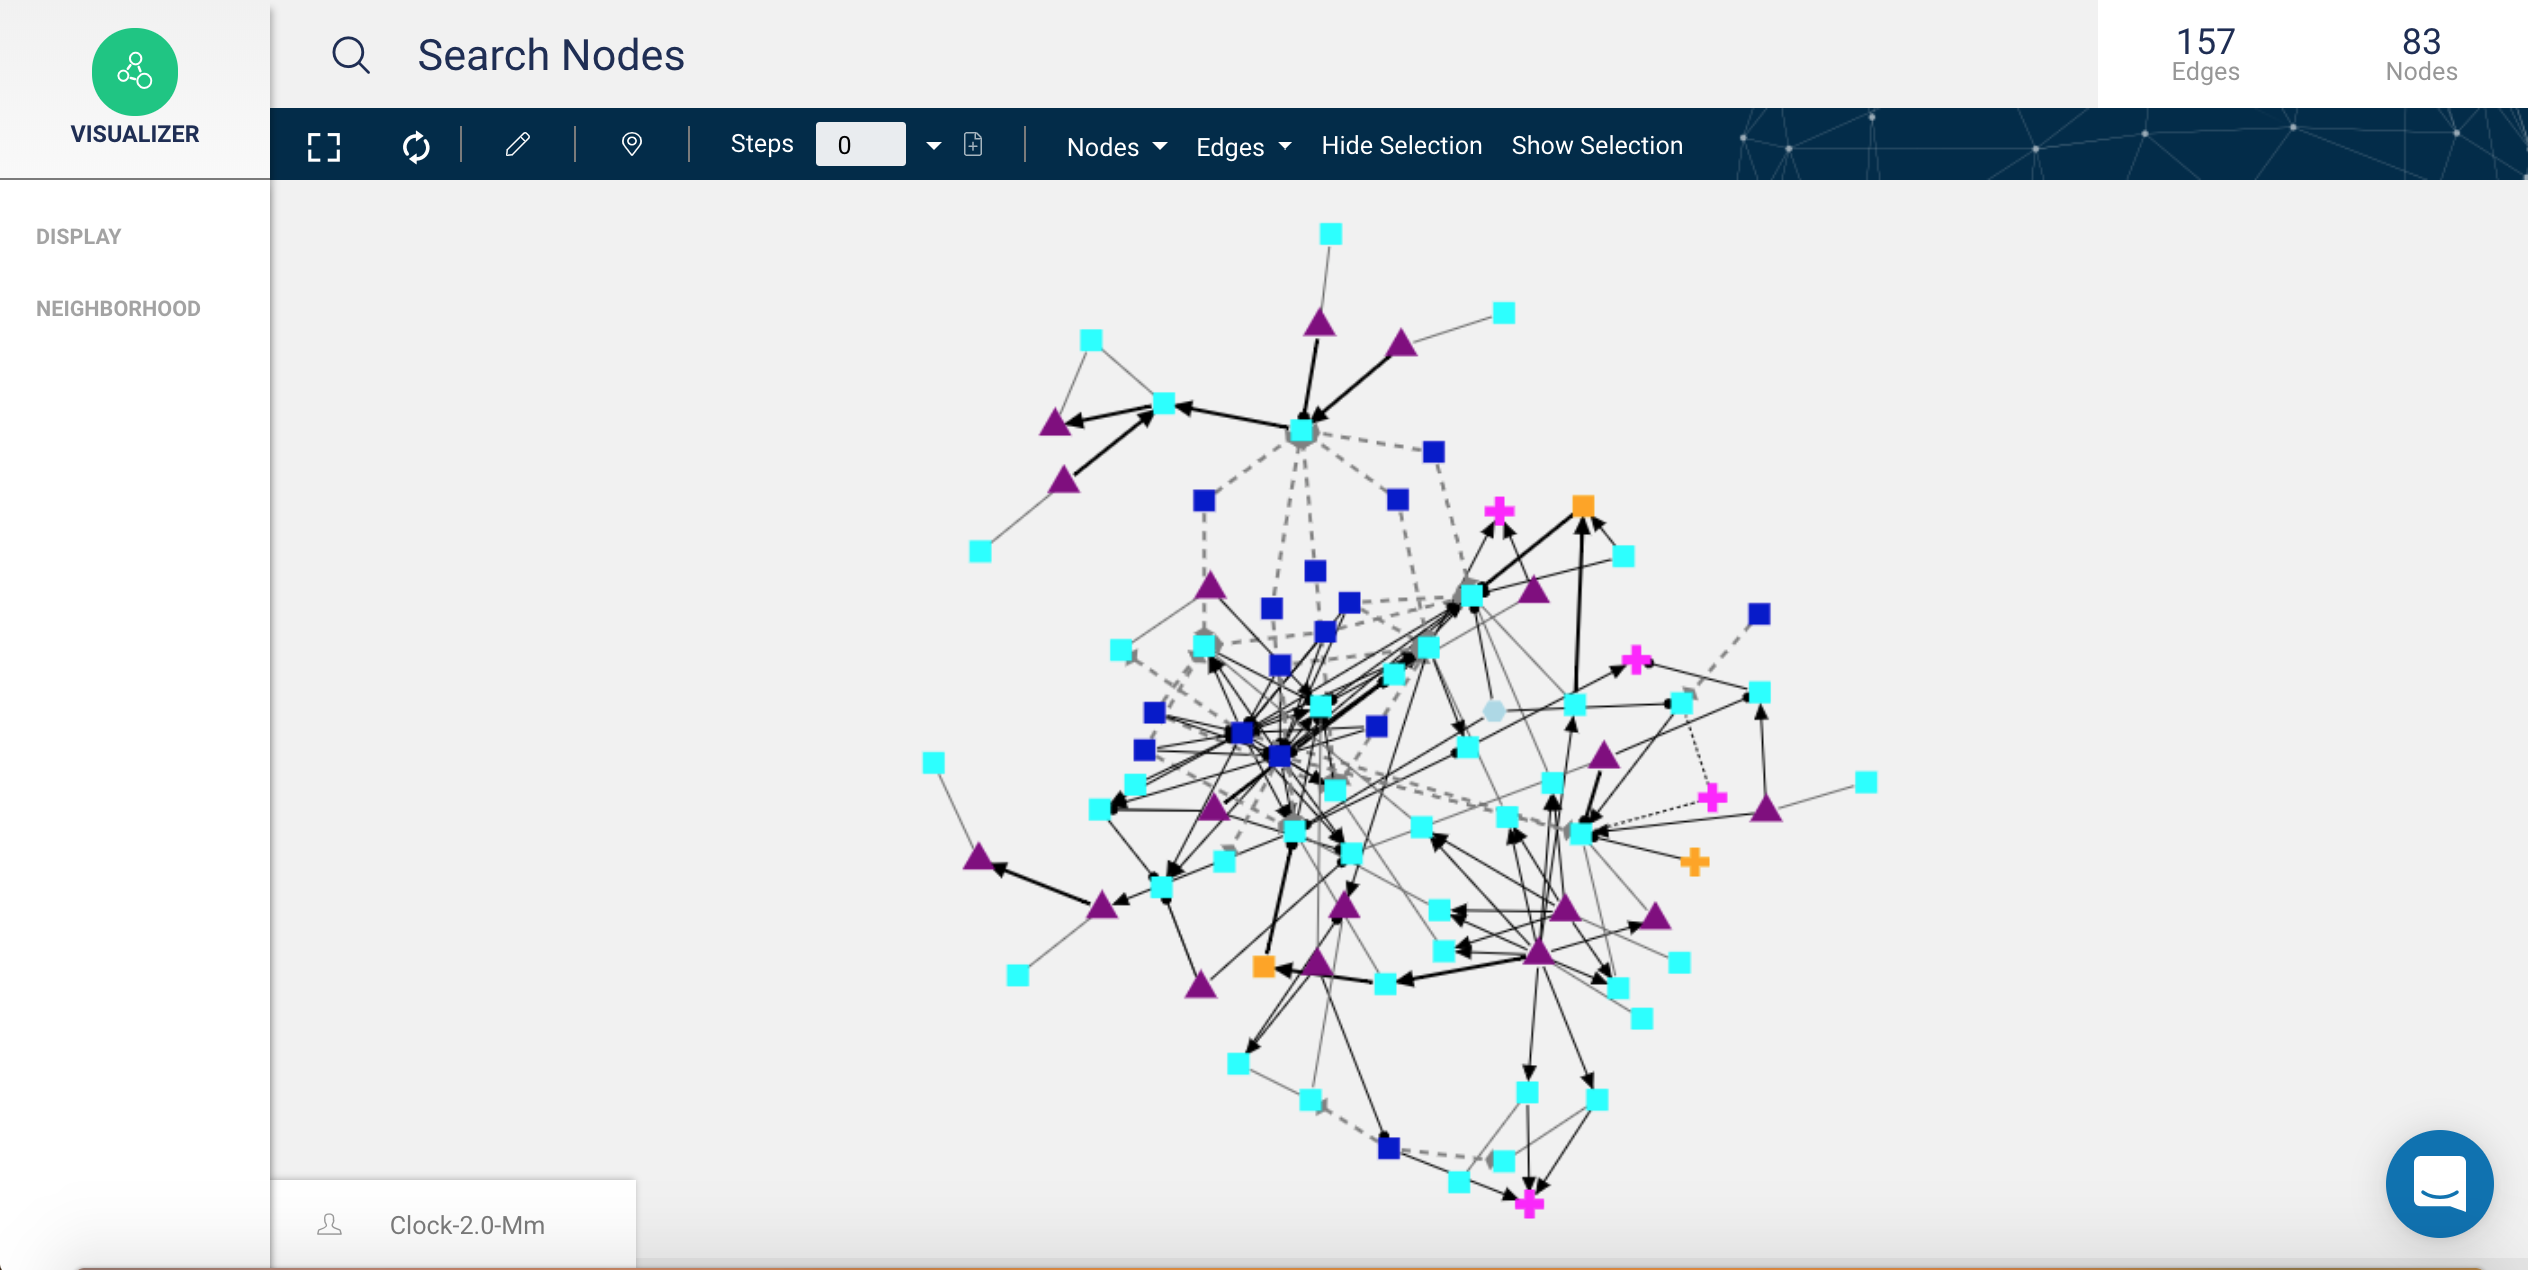 VISUALIZER
Search Nodes
157
Edges
83
Nodes
Steps 0 Nodes Edges Hide Selection Show Selection
DISPLAY
NEIGHBORHOOD
Clock-2.0-Mm